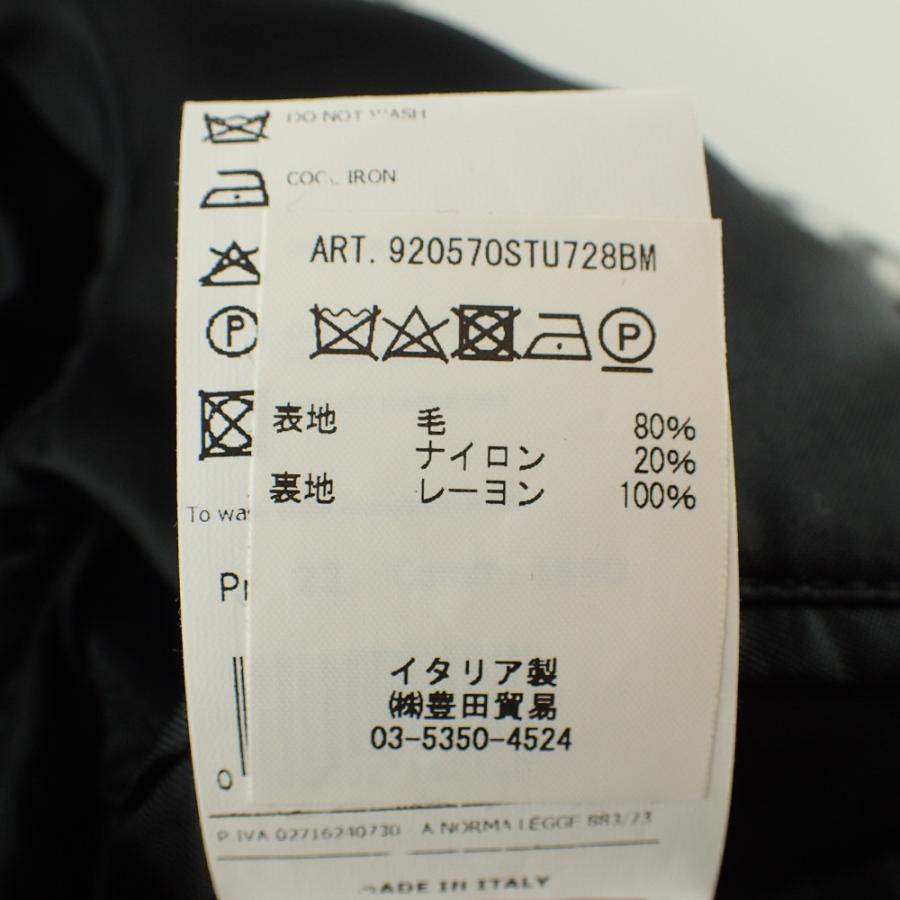 DO NOT WASH
COOL IRON
ART. 920570STU728BM
P P
表地 毛 80%
ナイロン 20%
裏地 レーヨン 100%
To was
Pr
イタリア製
㈱豊田貿易
03-5350-4524
0
P.IVA 02716240730 - A NORMA LEGGE 883/73
MADE IN ITALY